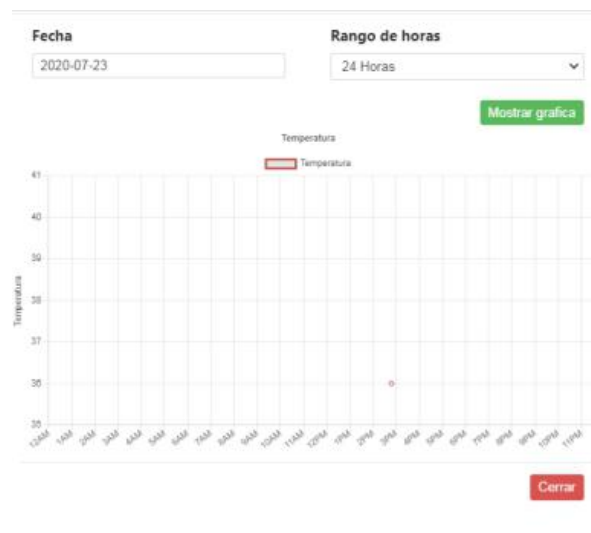 Fecha
Rango de horas
2020-07-23
24 Horas
Mostrar grafica
Temperatura
Temperatura
41
40
39
38
37
36
35
Temperatura
12AM 1AM 2AM 3AM 4AM 5AM 6AM 7AM 8AM 9AM 10AM 11AM 12PM 1PM 2PM 3PM 4PM 5PM 6PM 7PM 8PM 9PM 10PM 11PM
Cerrar